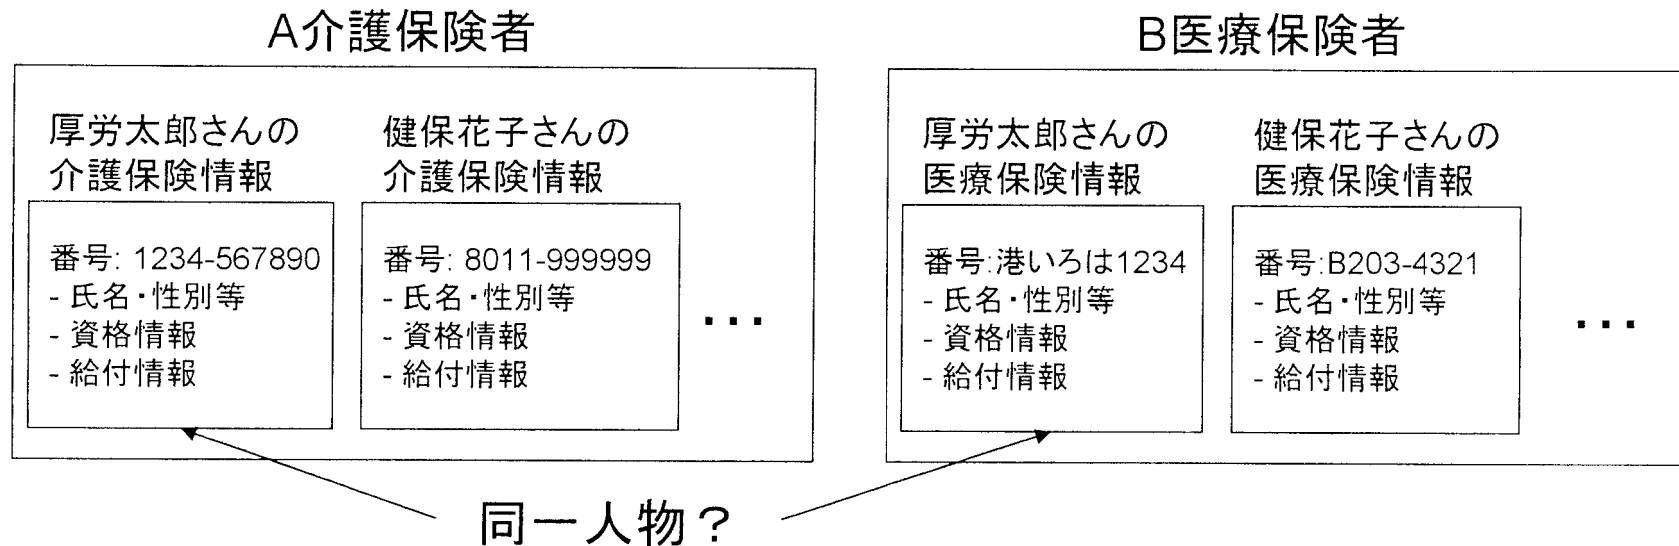 A介護保険者
厚労太郎さんの
介護保険情報
番号: 1234-567890
- 氏名・性別等
- 資格情報
- 給付情報
健保花子さんの
介護保険情報
番号: 8011-999999
- 氏名・性別等
- 資格情報
- 給付情報
...
B医療保険者
厚労太郎さんの
医療保険情報
番号:港いろは1234
- 氏名・性別等
- 資格情報
- 給付情報
健保花子さんの
医療保険情報
番号:B203-4321
- 氏名・性別等
- 資格情報
- 給付情報
...
同一人物？